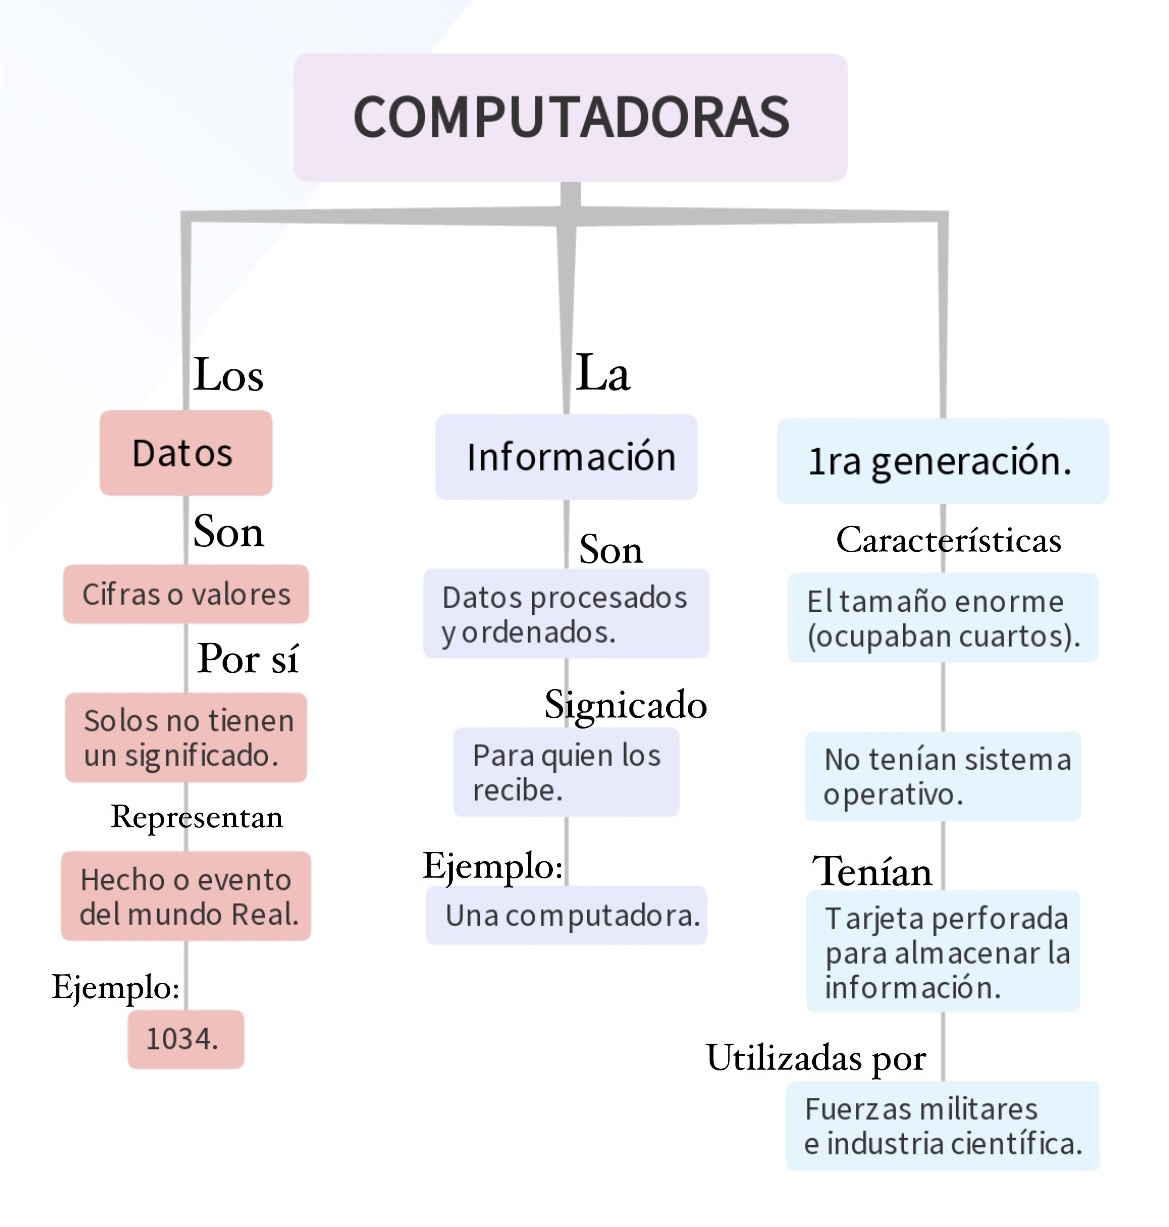 COMPUTADORAS
Los
Datos
Son
Cifras o valores
Por sí
Solos no tienen
un significado.
Representan
Hecho o evento
del mundo Real.
Ejemplo:
1034.
La
Información
Son
Datos procesados
y ordenados.
Signicado
Para quien los
recibe.
Ejemplo:
Una computadora.
1ra generación.
Características
El tamaño enorme
(ocupaban cuartos).
No tenían sistema
operativo.
Tenían
Tarjeta perforada
para almacenar la
información.
Utilizadas por
Fuerzas militares
e industria científica.